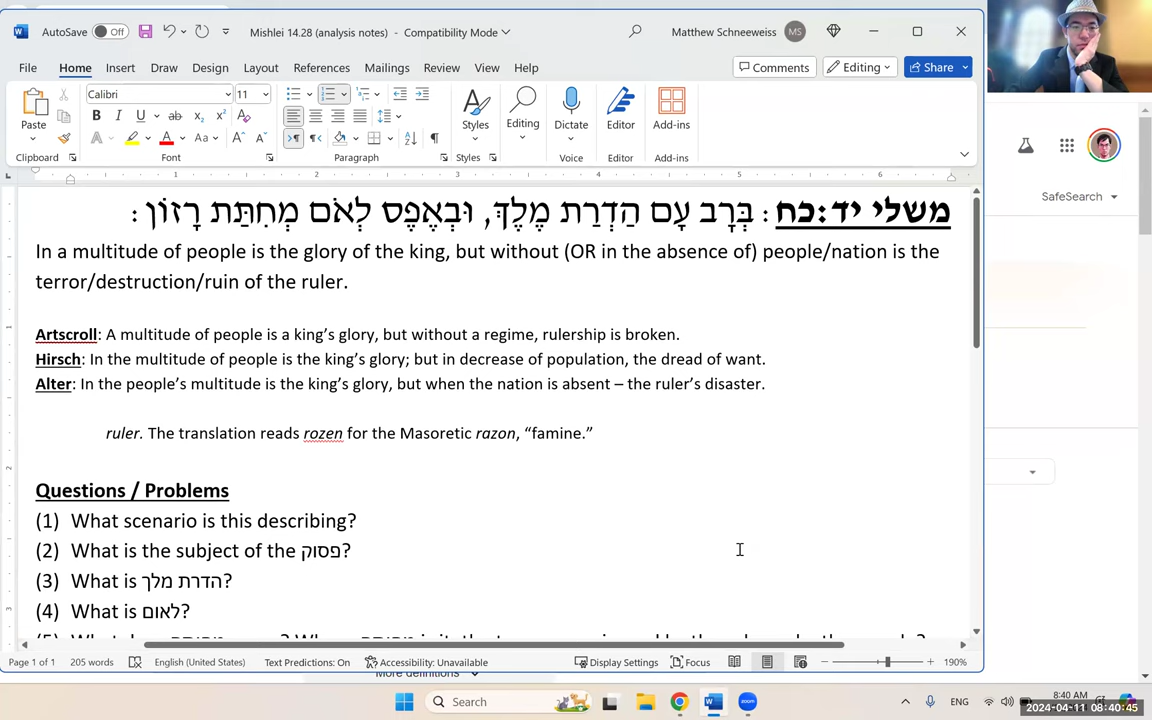 AutoSave Off Mishlei 14.28 (analysis notes) - Compatibility Mode Matthew Schneeweiss MS
File Home Insert Draw Design Layout References Mailings Review View Help Comments Editing Share
Calibri 11
Paste Styles Editing Dictate Editor Add-ins
Clipboard Font Paragraph Styles Voice Editor Add-ins
SafeSearch
1 2 3 4 5 6
משלי יד:כח: בְּרָב עָם הַדְרַת מֶלֶךְ, וּבְאֶפֶס לְאֹם מְחִתַּת רָזוֹן:
In a multitude of people is the glory of the king, but without (OR in the absence of) people/nation is the
terror/destruction/ruin of the ruler.
Artscroll: A multitude of people is a king's glory, but without a regime, rulership is broken.
Hirsch: In the multitude of people is the king's glory; but in decrease of population, the dread of want.
Alter: In the people's multitude is the king's glory, but when the nation is absent – the ruler's disaster.
ruler. The translation reads rozen for the Masoretic razon, "famine."
Questions / Problems
(1) What scenario is this describing?
(2) What is the subject of the פסוק?
(3) What is הדרת מלך?
(4) What is לאום?
Page 1 of 1 205 words English (United States) Text Predictions: On Accessibility: Unavailable Display Settings Focus 190%
More definitions
Search zoom ENG 8:40 AM
2024-04-11 08:40:45